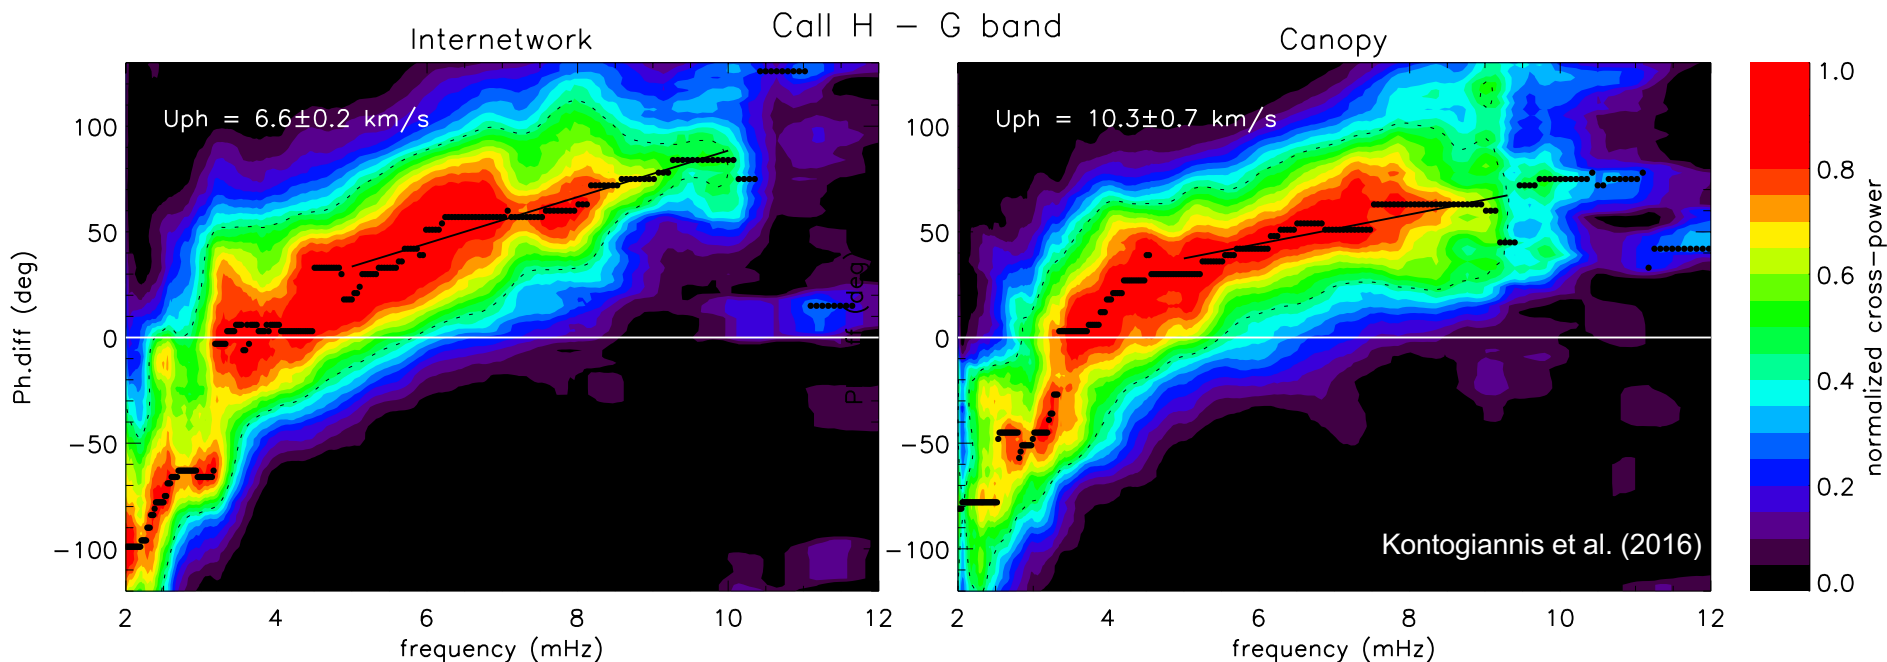 CaII H – G band
Internetwork
Canopy
Uph = 6.6±0.2 km/s
Uph = 10.3±0.7 km/s
Ph.diff (deg)
100
50
0
−50
−100
2 4 6 8 10 12
frequency (mHz)
Ph.diff (deg)
100
50
0
−50
−100
2 4 6 8 10 12
frequency (mHz)
Kontogiannis et al. (2016)
1.0
0.8
0.6
0.4
0.2
0.0
normalized cross−power